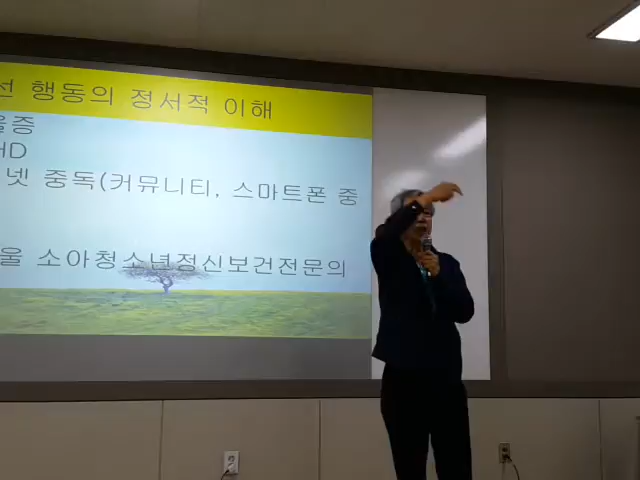 선 행동의 정서적 이해
울증
HD
넷 중독(커뮤니티, 스마트폰 중
울 소아청소년정신보건전문의